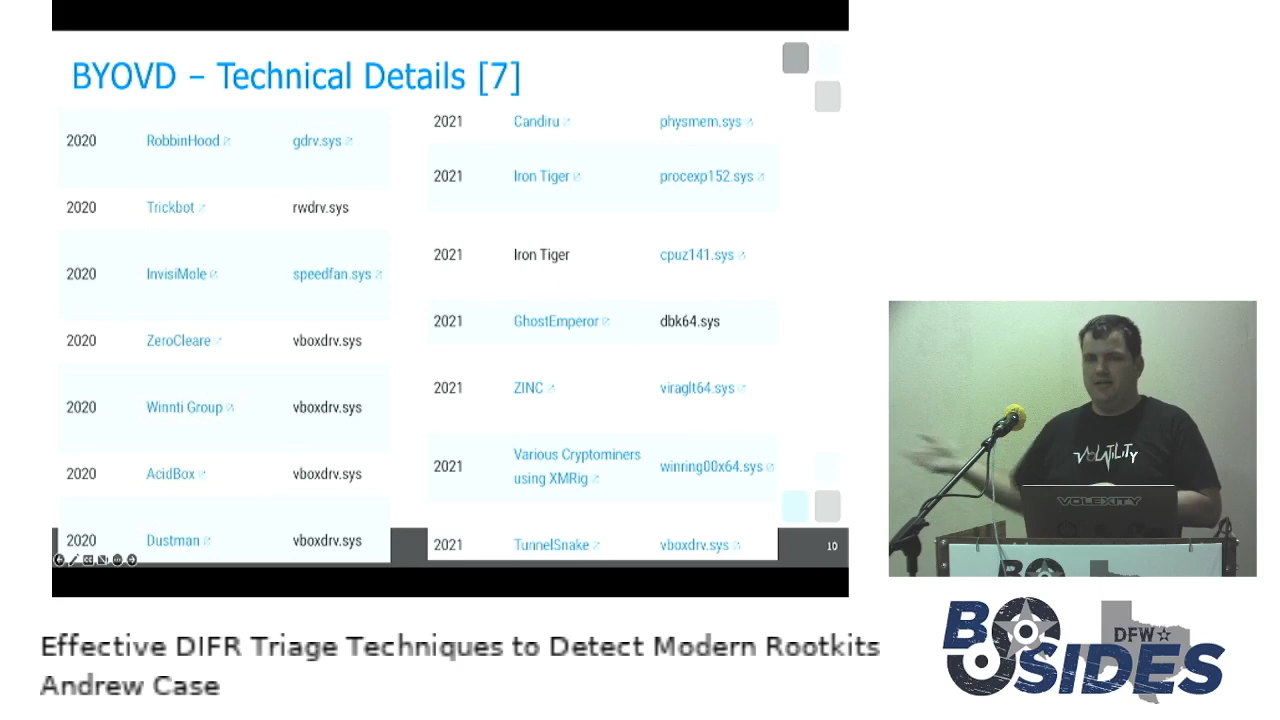 BYOVD – Technical Details [7]
2020 RobbinHood gdrv.sys
2020 Trickbot rwdrv.sys
2020 InvisiMole speedfan.sys
2020 ZeroCleare vboxdrv.sys
2020 Winnti Group vboxdrv.sys
2020 AcidBox vboxdrv.sys
2020 Dustman vboxdrv.sys
2021 Candiru physmem.sys
2021 Iron Tiger procexp152.sys
2021 Iron Tiger cpuz141.sys
2021 GhostEmperor dbk64.sys
2021 ZINC viraglt64.sys
Various Cryptominers
2021 using XMRig winring00x64.sys
2021 TunnelSnake vboxdrv.sys
10
VOLATILITY
VOLEXITY
BSIDES
DFW
Effective DIFR Triage Techniques to Detect Modern Rootkits
Andrew Case